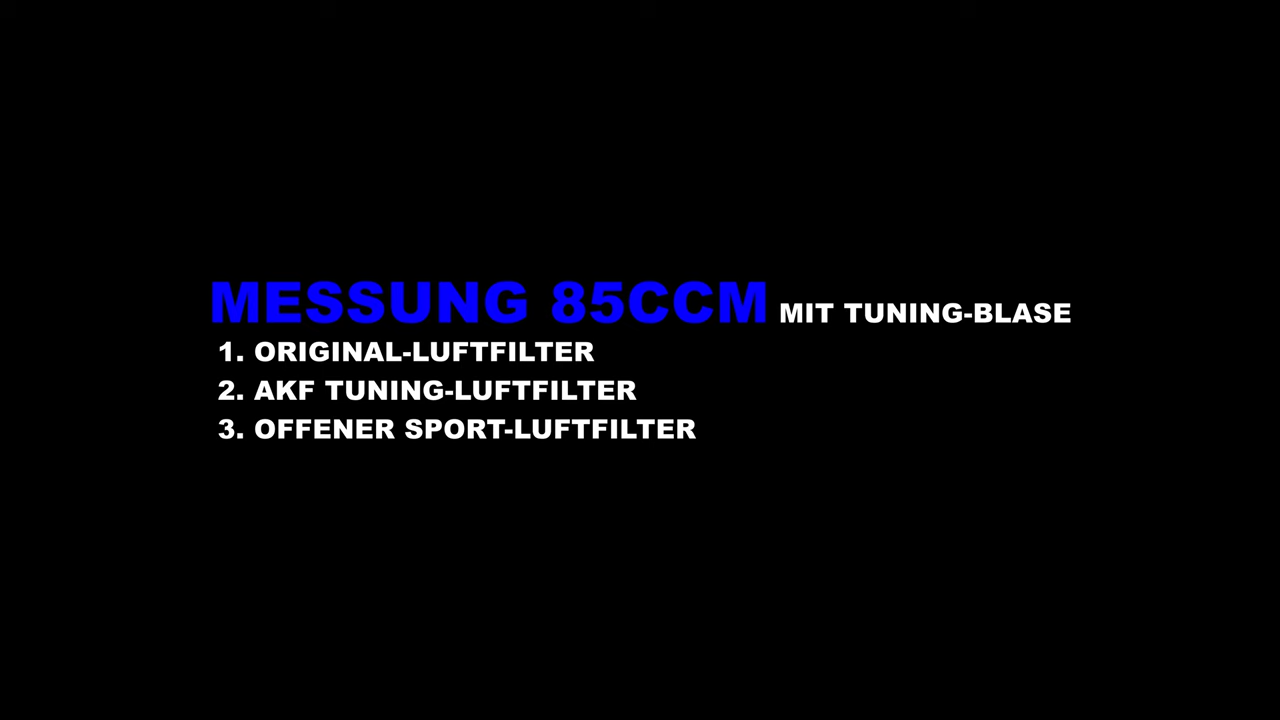 MESSUNG 85CCM MIT TUNING-BLASE
1. ORIGINAL-LUFTFILTER
2. AKF TUNING-LUFTFILTER
3. OFFENER SPORT-LUFTFILTER